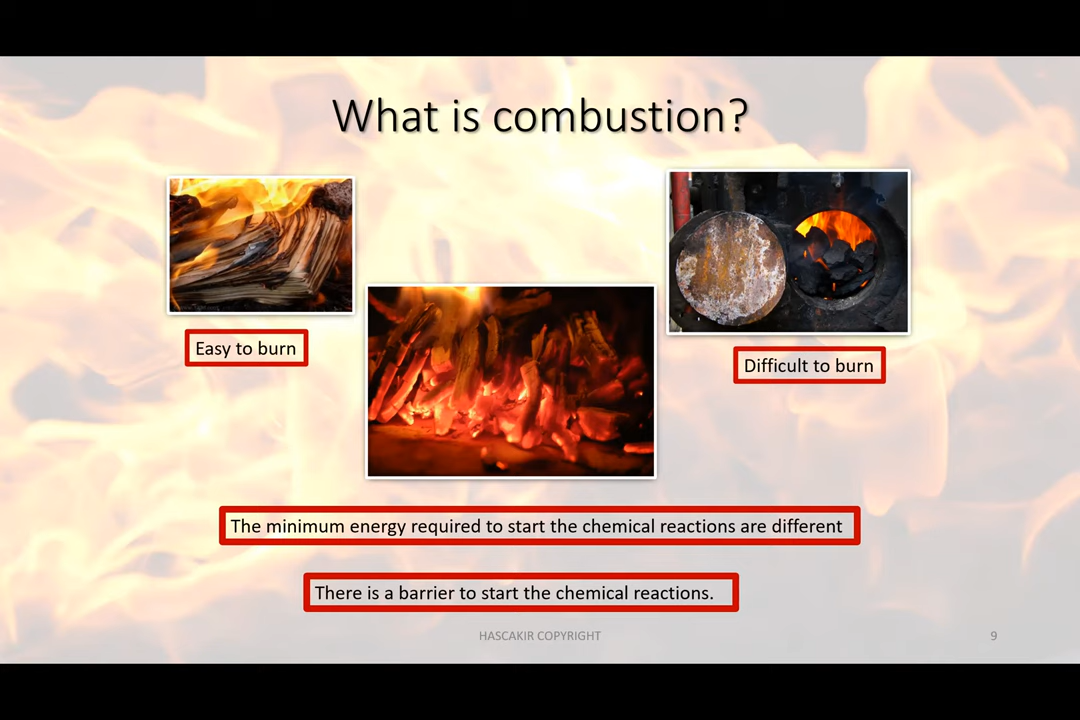 What is combustion?
Easy to burn
Difficult to burn
The minimum energy required to start the chemical reactions are different
There is a barrier to start the chemical reactions.
HASCAKIR COPYRIGHT
9